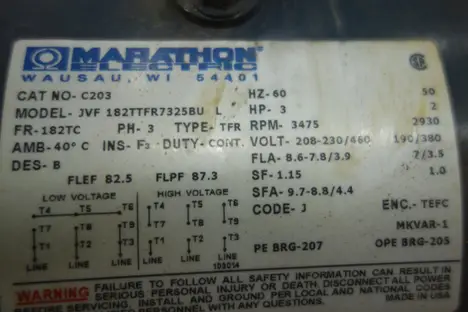 MARATHON
ELECTRIC
WAUSAU, WI 54401
CAT NO- C203 HZ- 60 50
MODEL- JVF 182TTFR7325BU L HP- 3 2
FR- 182TC PH- 3 TYPE- TFR RPM- 3475 2930
AMB- 40° C INS- F2 DUTY- CONT. VOLT- 208-230/460 190/380
DES- B FLA- 8.6-7.8/3.9 7/3.5
FLEF 82.5 FLPF 87.3 SF- 1.15 1.0
LOW VOLTAGE HIGH VOLTAGE SFA- 9.7-8.8/4.4
T4 T5 T6 T4 T5 T6 CODE- J ENC.- TEFC
T7 T8 T9 T7 T8 T9 MKVAR-1
T1 T2 T3 T1 T2 T3 PE BRG-207 OPE BRG-205
LINE LINE LINE LINE
WARNING FAILURE TO FOLLOW ALL SAFETY INFORMATION CAN RESULT IN
SERIOUS PERSONAL INJURY OR DEATH. DISCONNECT ALL POWER
BEFORE SERVICING. INSTALL AND GROUND PER LOCAL AND NATIONAL CODES
PERSONNEL WITH ANY QUESTIONS. MADE IN USA